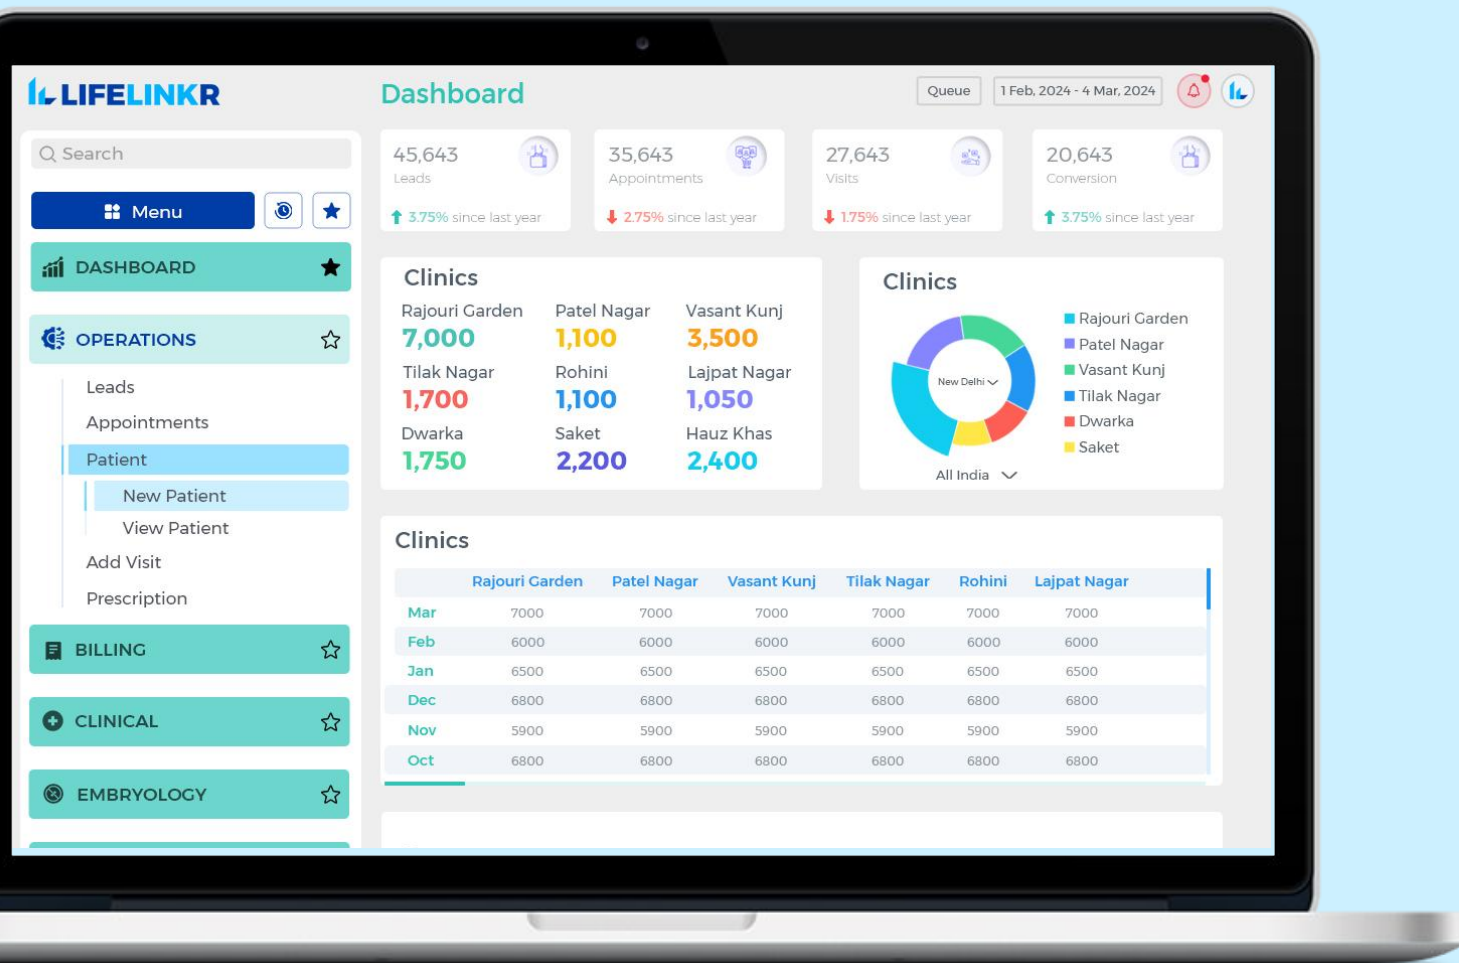 LIFELINKR
Dashboard
Queue
1 Feb, 2024 - 4 Mar, 2024
Search
Menu
DASHBOARD
OPERATIONS
Leads
Appointments
Patient
New Patient
View Patient
Add Visit
Prescription
BILLING
CLINICAL
EMBRYOLOGY
45,643
Leads
3.75% since last year
35,643
Appointments
2.75% since last year
27,643
Visits
1.75% since last year
20,643
Conversion
3.75% since last year
Clinics
Rajouri Garden Patel Nagar Vasant Kunj
7,000 1,100 3,500
Tilak Nagar Rohini Lajpat Nagar
1,700 1,100 1,050
Dwarka Saket Hauz Khas
1,750 2,200 2,400
Clinics
New Delhi
All India
Rajouri Garden
Patel Nagar
Vasant Kunj
Tilak Nagar
Dwarka
Saket
Clinics
Rajouri Garden Patel Nagar Vasant Kunj Tilak Nagar Rohini Lajpat Nagar
Mar 7000 7000 7000 7000 7000 7000
Feb 6000 6000 6000 6000 6000 6000
Jan 6500 6500 6500 6500 6500 6500
Dec 6800 6800 6800 6800 6800 6800
Nov 5900 5900 5900 5900 5900 5900
Oct 6800 6800 6800 6800 6800 6800